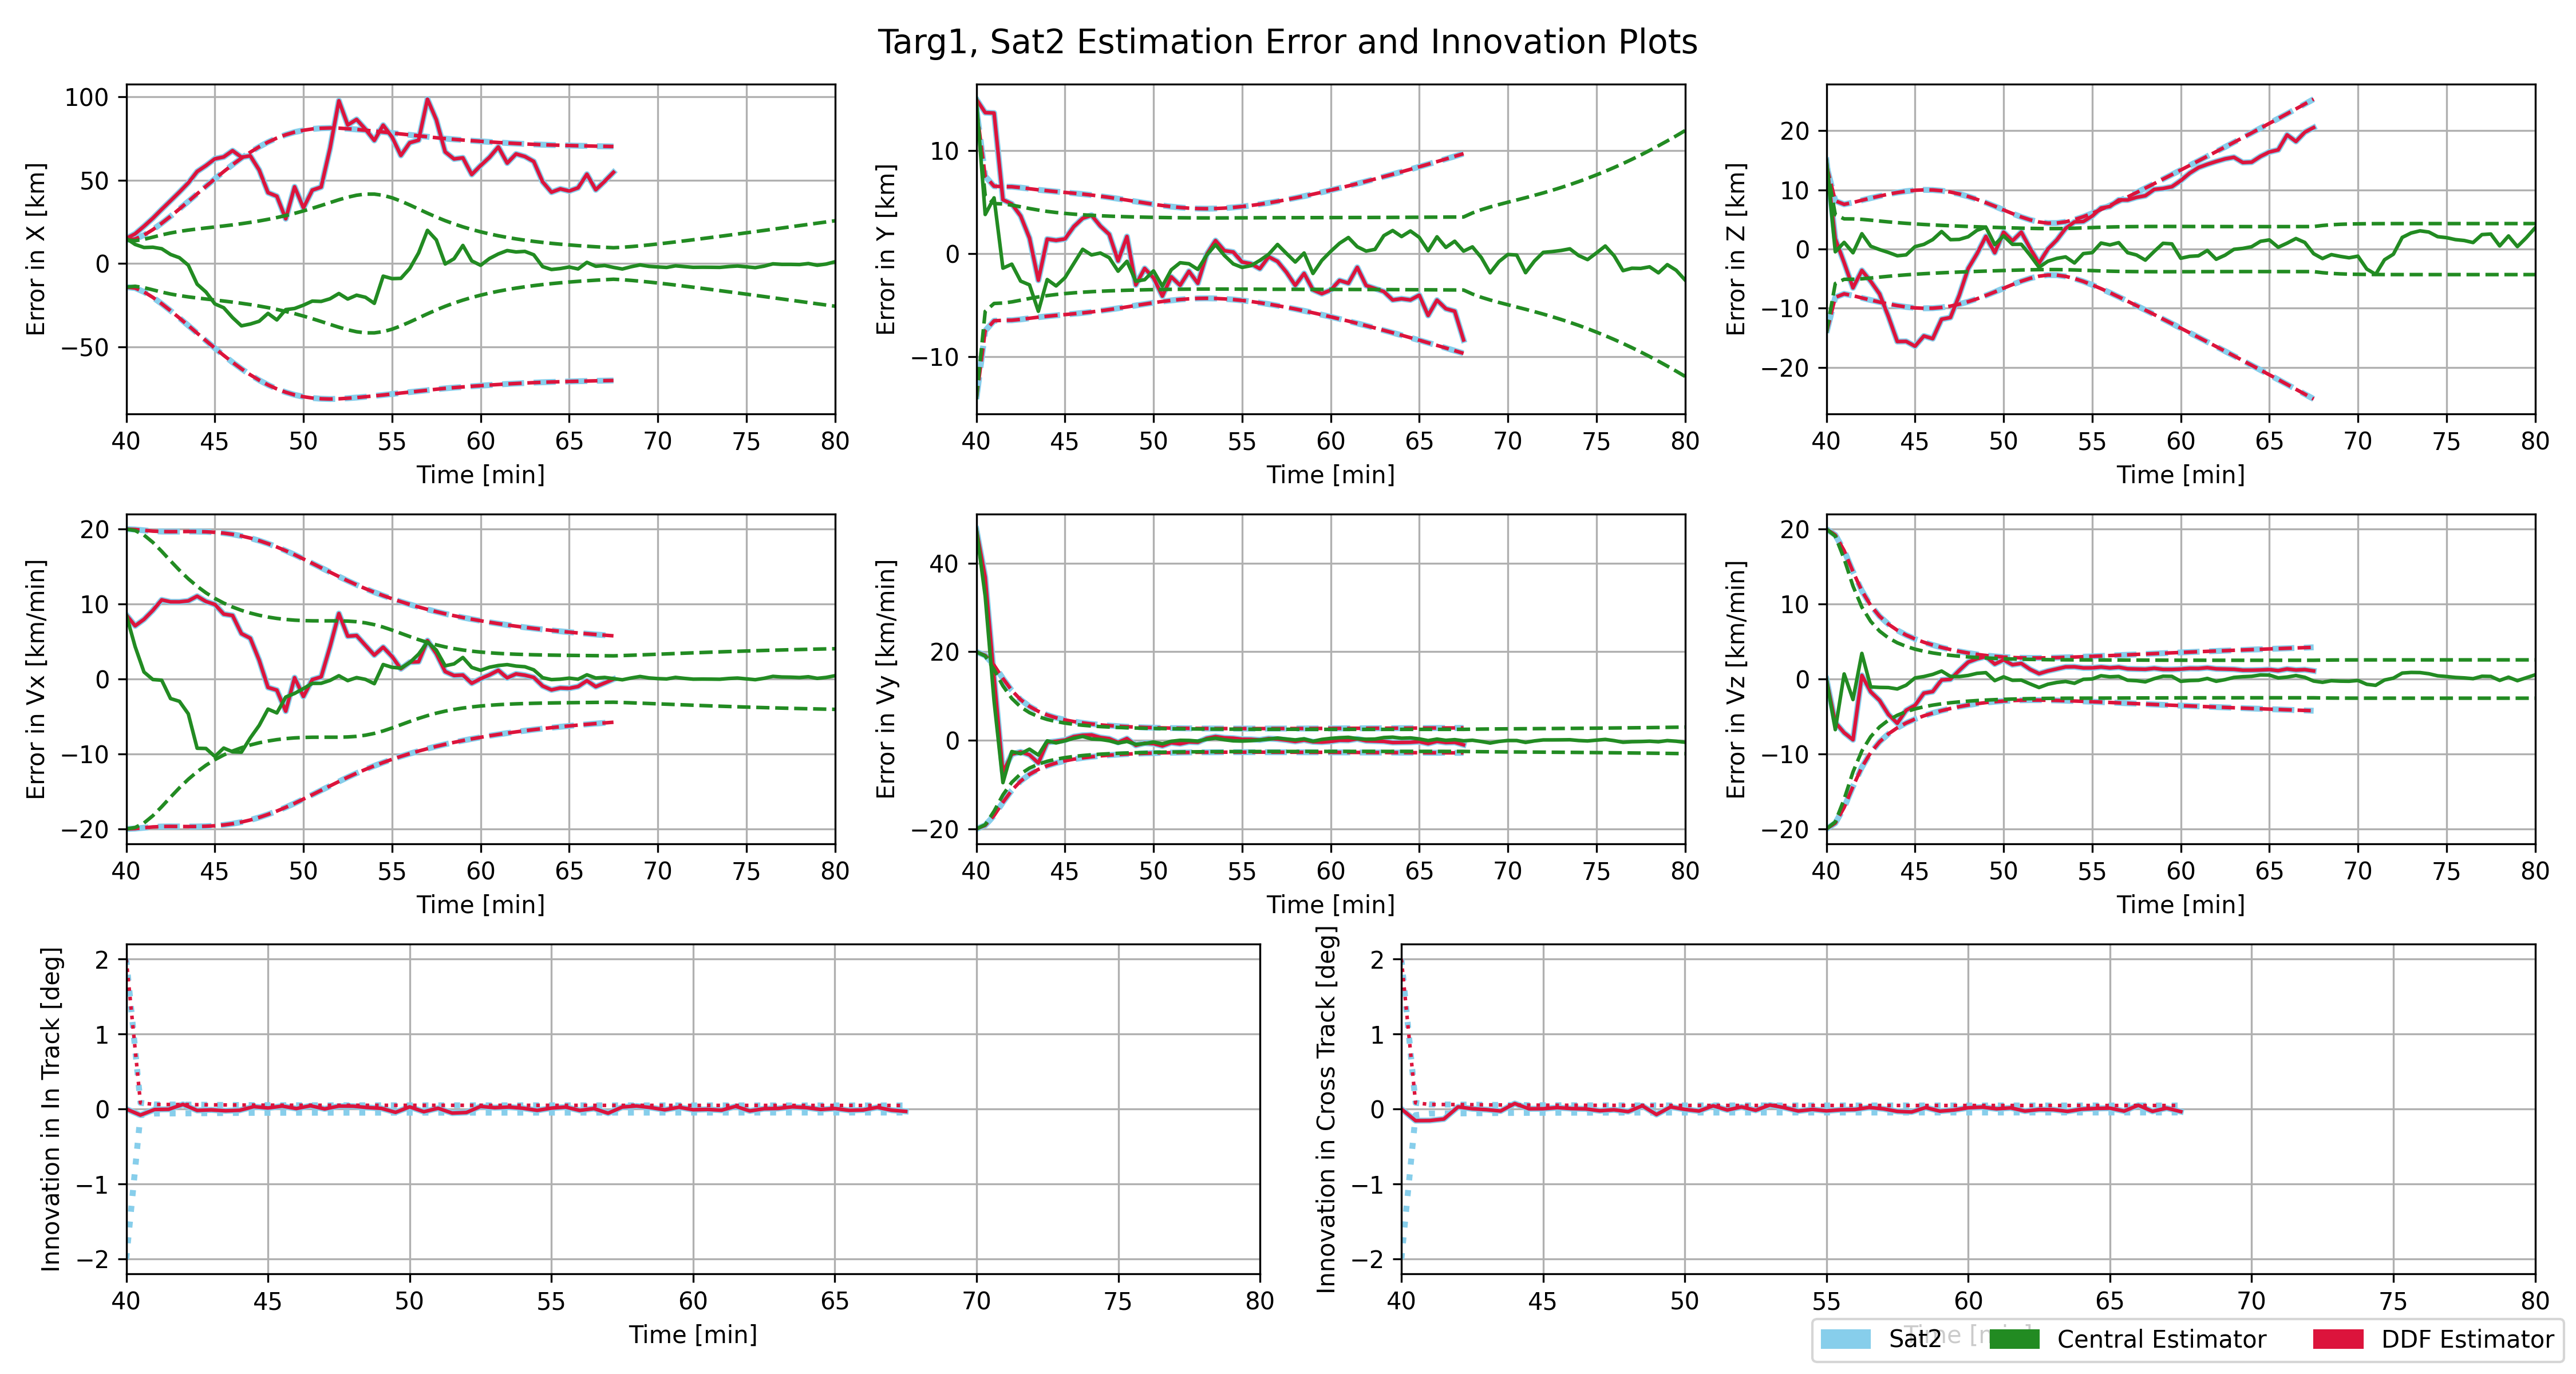 Targ1, Sat2 Estimation Error and Innovation Plots
Error in X [km]
100
50
0
−50
40 45 50 55 60 65 70 75 80
Time [min]
Error in Y [km]
10
0
−10
40 45 50 55 60 65 70 75 80
Time [min]
Error in Z [km]
20
10
0
−10
−20
40 45 50 55 60 65 70 75 80
Time [min]
Error in Vx [km/min]
20
10
0
−10
−20
40 45 50 55 60 65 70 75 80
Time [min]
Error in Vy [km/min]
40
20
0
−20
40 45 50 55 60 65 70 75 80
Time [min]
Error in Vz [km/min]
20
10
0
−10
−20
40 45 50 55 60 65 70 75 80
Time [min]
Innovation in In Track [deg]
2
1
0
−1
−2
40 45 50 55 60 65 70 75 80
Time [min]
Innovation in Cross Track [deg]
2
1
0
−1
−2
40 45 50 55 60 65 70 75 80
Time [min]
Sat2 Central Estimator DDF Estimator